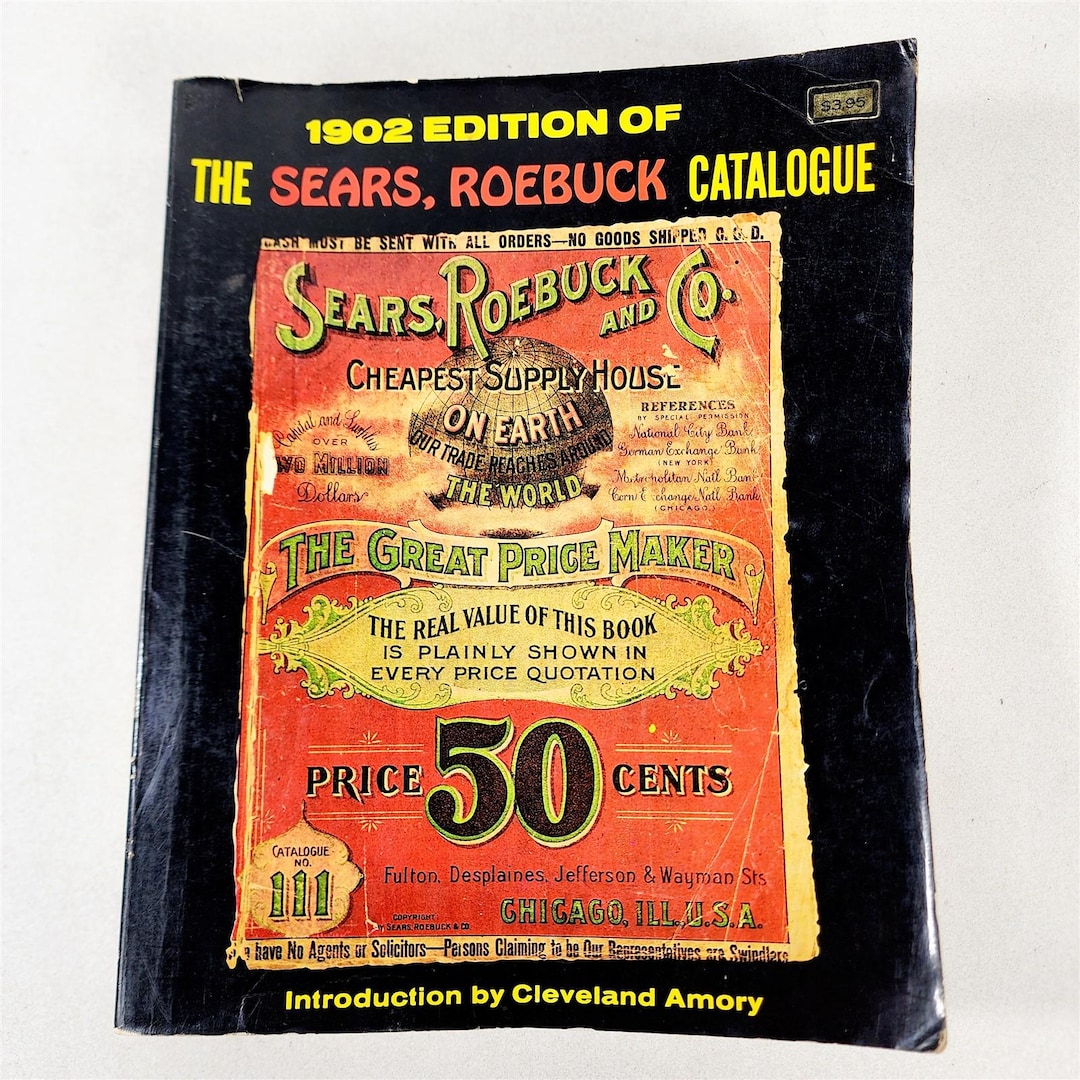 $3.95
1902 EDITION OF
THE SEARS, ROEBUCK CATALOGUE
CASH MUST BE SENT WITH ALL ORDERS—NO GOODS SHIPPED C.O.D.
SEARS, ROEBUCK AND CO.
CHEAPEST SUPPLY HOUSE
ON EARTH
OUR TRADE REACHES AROUND
THE WORLD
Capital and Surplus
OVER
TWO MILLION
Dollars
REFERENCES
BY SPECIAL PERMISSION
National City Bank
German Exchange Bank
(NEW YORK)
Metropolitan Natl Bank
Corn Exchange Natl Bank
(CHICAGO.)
THE GREAT PRICE MAKER
THE REAL VALUE OF THIS BOOK
IS PLAINLY SHOWN IN
EVERY PRICE QUOTATION
PRICE 50 CENTS
CATALOGUE
NO.
111
Fulton, Desplaines, Jefferson & Wayman Sts
CHICAGO, ILL., U.S.A.
COPYRIGHT
BY SEARS, ROEBUCK & CO
have No Agents or Solicitors—Persons Claiming to be Our Representatives are Swindlers
Introduction by Cleveland Amory